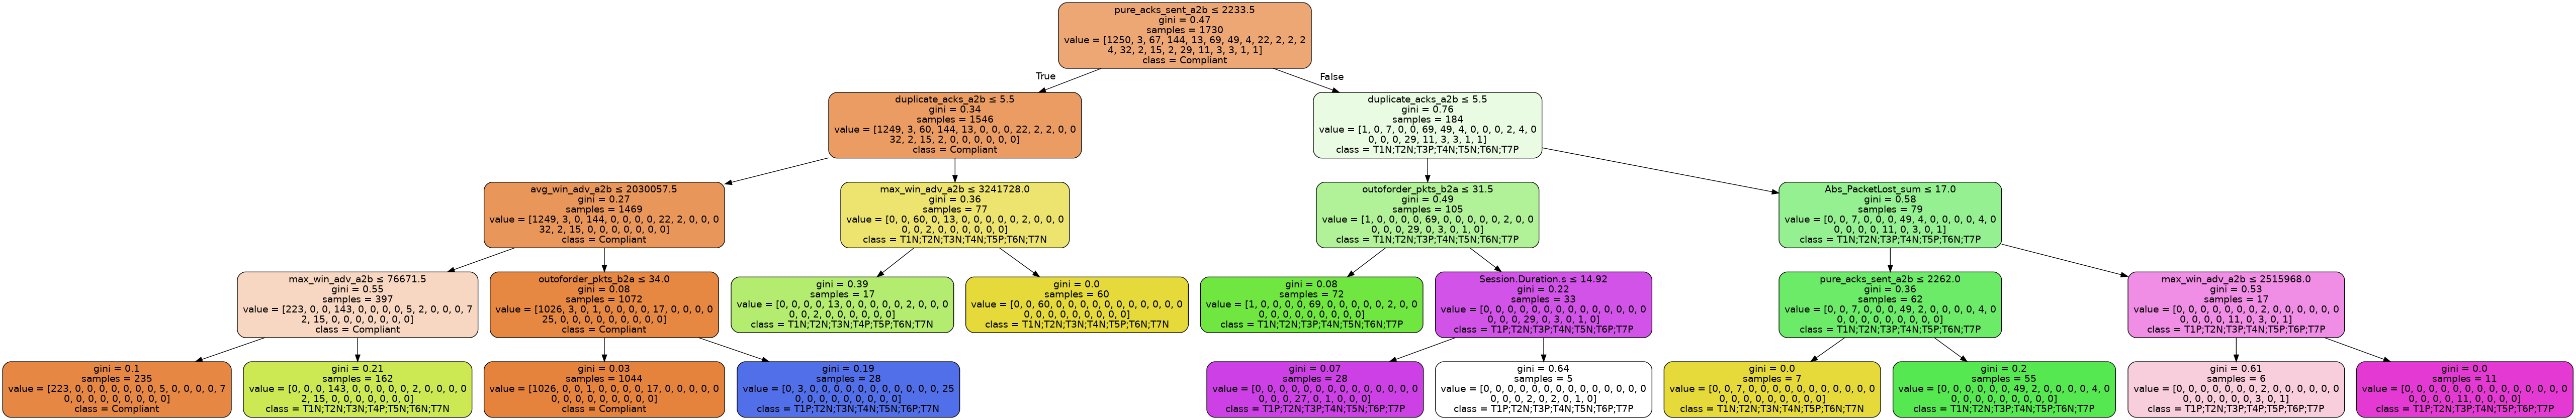 pure_acks_sent_a2b ≤ 2233.5
gini = 0.47
samples = 1730
value = [1250, 3, 67, 144, 13, 69, 49, 4, 22, 2, 2, 2
4, 32, 2, 15, 2, 29, 11, 3, 3, 1, 1]
class = Compliant
True
False
duplicate_acks_a2b ≤ 5.5
gini = 0.34
samples = 1546
value = [1249, 3, 60, 144, 13, 0, 0, 0, 22, 2, 2, 0, 0
32, 2, 15, 2, 0, 0, 0, 0, 0, 0]
class = Compliant
duplicate_acks_a2b ≤ 5.5
gini = 0.76
samples = 184
value = [1, 0, 7, 0, 0, 69, 49, 4, 0, 0, 0, 2, 4, 0
0, 0, 0, 29, 11, 3, 3, 1, 1]
class = T1N;T2N;T3P;T4N;T5N;T6N;T7P
avg_win_adv_a2b ≤ 2030057.5
gini = 0.27
samples = 1469
value = [1249, 3, 0, 144, 0, 0, 0, 0, 22, 2, 0, 0, 0
32, 2, 15, 0, 0, 0, 0, 0, 0, 0]
class = Compliant
max_win_adv_a2b ≤ 3241728.0
gini = 0.36
samples = 77
value = [0, 0, 60, 0, 13, 0, 0, 0, 0, 0, 2, 0, 0, 0
0, 0, 2, 0, 0, 0, 0, 0, 0]
class = T1N;T2N;T3N;T4N;T5P;T6N;T7N
outoforder_pkts_b2a ≤ 31.5
gini = 0.49
samples = 105
value = [1, 0, 0, 0, 0, 69, 0, 0, 0, 0, 0, 2, 0, 0
0, 0, 0, 29, 0, 3, 0, 1, 0]
class = T1N;T2N;T3P;T4N;T5N;T6N;T7P
Abs_PacketLost_sum ≤ 17.0
gini = 0.58
samples = 79
value = [0, 0, 7, 0, 0, 0, 49, 4, 0, 0, 0, 0, 4, 0
0, 0, 0, 0, 11, 0, 3, 0, 1]
class = T1N;T2N;T3P;T4N;T5P;T6N;T7P
max_win_adv_a2b ≤ 76671.5
gini = 0.55
samples = 397
value = [223, 0, 0, 143, 0, 0, 0, 0, 5, 2, 0, 0, 0, 7
2, 15, 0, 0, 0, 0, 0, 0, 0]
class = Compliant
outoforder_pkts_b2a ≤ 34.0
gini = 0.08
samples = 1072
value = [1026, 3, 0, 1, 0, 0, 0, 0, 17, 0, 0, 0, 0
25, 0, 0, 0, 0, 0, 0, 0, 0, 0]
class = Compliant
gini = 0.39
samples = 17
value = [0, 0, 0, 0, 13, 0, 0, 0, 0, 0, 2, 0, 0, 0
0, 0, 2, 0, 0, 0, 0, 0, 0]
class = T1N;T2N;T3N;T4P;T5P;T6N;T7N
gini = 0.0
samples = 60
value = [0, 0, 60, 0, 0, 0, 0, 0, 0, 0, 0, 0, 0, 0
0, 0, 0, 0, 0, 0, 0, 0, 0]
class = T1N;T2N;T3N;T4N;T5P;T6N;T7N
gini = 0.08
samples = 72
value = [1, 0, 0, 0, 0, 69, 0, 0, 0, 0, 0, 2, 0, 0
0, 0, 0, 0, 0, 0, 0, 0, 0]
class = T1N;T2N;T3P;T4N;T5N;T6N;T7P
Session.Duration.s ≤ 14.92
gini = 0.22
samples = 33
value = [0, 0, 0, 0, 0, 0, 0, 0, 0, 0, 0, 0, 0, 0
0, 0, 0, 29, 0, 3, 0, 1, 0]
class = T1P;T2N;T3P;T4N;T5N;T6P;T7P
pure_acks_sent_a2b ≤ 2262.0
gini = 0.36
samples = 62
value = [0, 0, 7, 0, 0, 0, 49, 2, 0, 0, 0, 0, 4, 0
0, 0, 0, 0, 0, 0, 0, 0, 0]
class = T1N;T2N;T3P;T4N;T5P;T6N;T7P
max_win_adv_a2b ≤ 2515968.0
gini = 0.53
samples = 17
value = [0, 0, 0, 0, 0, 0, 0, 2, 0, 0, 0, 0, 0, 0
0, 0, 0, 0, 11, 0, 3, 0, 1]
class = T1P;T2N;T3P;T4N;T5P;T6P;T7P
gini = 0.1
samples = 235
value = [223, 0, 0, 0, 0, 0, 0, 0, 5, 0, 0, 0, 0, 7
0, 0, 0, 0, 0, 0, 0, 0, 0]
class = Compliant
gini = 0.21
samples = 162
value = [0, 0, 0, 143, 0, 0, 0, 0, 0, 2, 0, 0, 0, 0
2, 15, 0, 0, 0, 0, 0, 0, 0]
class = T1N;T2N;T3N;T4P;T5N;T6N;T7N
gini = 0.03
samples = 1044
value = [1026, 0, 0, 1, 0, 0, 0, 0, 17, 0, 0, 0, 0, 0
0, 0, 0, 0, 0, 0, 0, 0, 0]
class = Compliant
gini = 0.19
samples = 28
value = [0, 3, 0, 0, 0, 0, 0, 0, 0, 0, 0, 0, 0, 25
0, 0, 0, 0, 0, 0, 0, 0, 0]
class = T1P;T2N;T3N;T4N;T5N;T6P;T7N
gini = 0.07
samples = 28
value = [0, 0, 0, 0, 0, 0, 0, 0, 0, 0, 0, 0, 0, 0
0, 0, 0, 27, 0, 1, 0, 0, 0]
class = T1P;T2N;T3P;T4N;T5N;T6P;T7P
gini = 0.64
samples = 5
value = [0, 0, 0, 0, 0, 0, 0, 0, 0, 0, 0, 0, 0, 0
0, 0, 0, 2, 0, 2, 0, 1, 0]
class = T1P;T2N;T3P;T4N;T5N;T6P;T7P
gini = 0.0
samples = 7
value = [0, 0, 7, 0, 0, 0, 0, 0, 0, 0, 0, 0, 0, 0
0, 0, 0, 0, 0, 0, 0, 0, 0]
class = T1N;T2N;T3N;T4N;T5P;T6N;T7N
gini = 0.2
samples = 55
value = [0, 0, 0, 0, 0, 0, 49, 2, 0, 0, 0, 0, 4, 0
0, 0, 0, 0, 0, 0, 0, 0, 0]
class = T1N;T2N;T3P;T4N;T5P;T6N;T7P
gini = 0.61
samples = 6
value = [0, 0, 0, 0, 0, 0, 0, 2, 0, 0, 0, 0, 0, 0
0, 0, 0, 0, 0, 0, 3, 0, 1]
class = T1P;T2N;T3P;T4P;T5P;T6P;T7P
gini = 0.0
samples = 11
value = [0, 0, 0, 0, 0, 0, 0, 0, 0, 0, 0, 0, 0, 0
0, 0, 0, 0, 11, 0, 0, 0, 0]
class = T1P;T2N;T3P;T4N;T5P;T6P;T7P